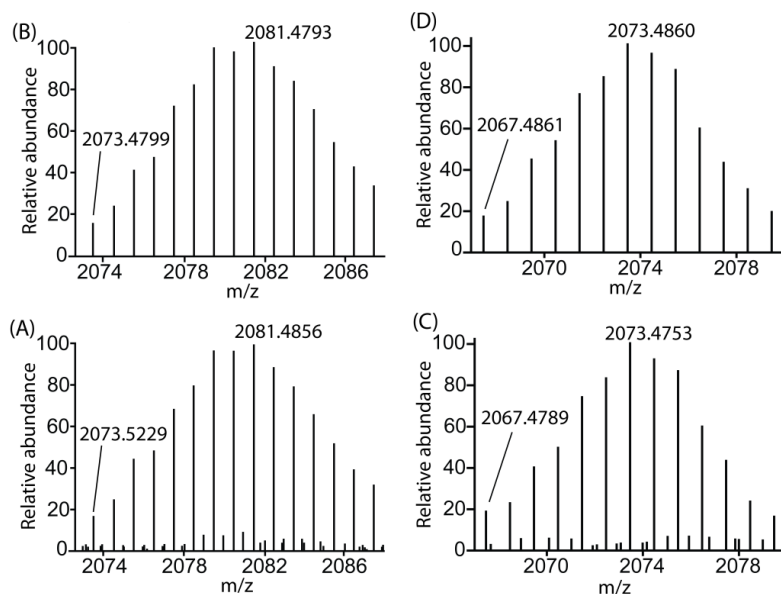 (B)
2081.4793
2073.4799
Relative abundance
100
80
60
40
20
0
2074 2078 2082 2086
m/z
(D)
2073.4860
2067.4861
Relative abundance
100
80
60
40
20
0
2070 2074 2078
m/z
(A)
2081.4856
2073.5229
Relative abundance
100
80
60
40
20
0
2074 2078 2082 2086
m/z
(C)
2073.4753
2067.4789
Relative abundance
100
80
60
40
20
0
2070 2074 2078
m/z